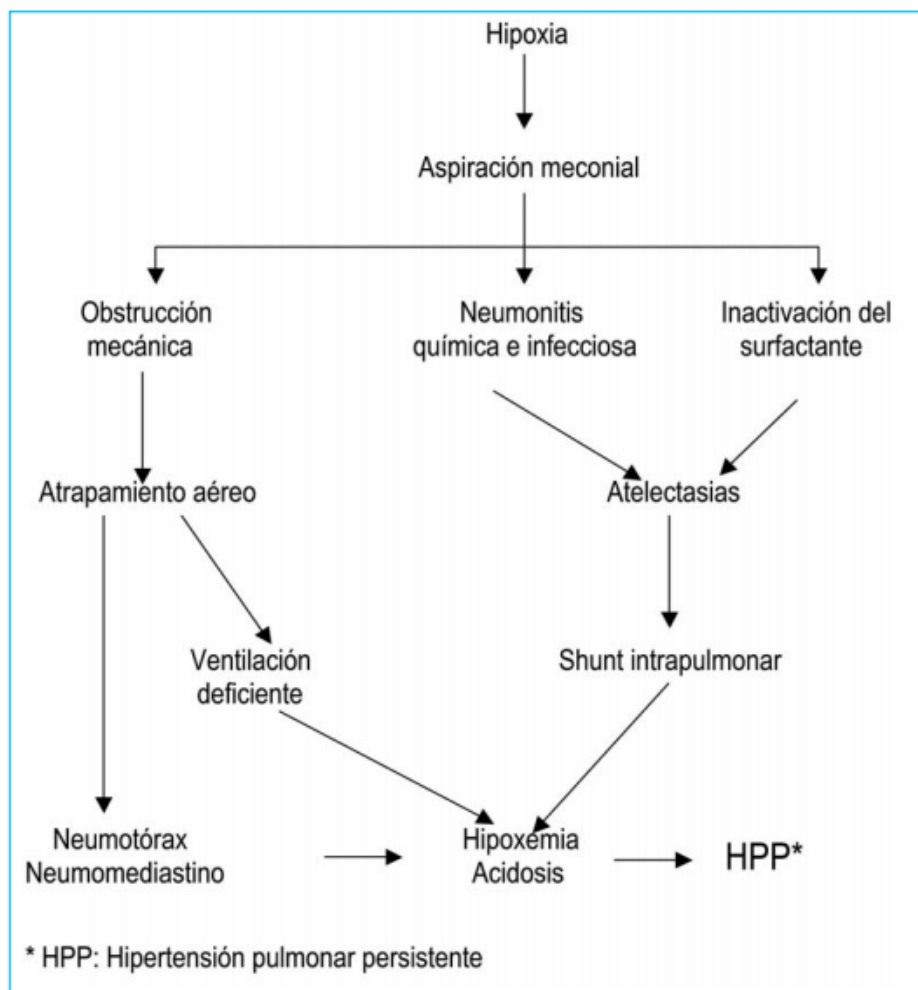 Hipoxia
Aspiración meconial
Obstrucción
mecánica
Neumonitis
química e infecciosa
Inactivación del
surfactante
Atrapamiento aéreo
Atelectasias
Ventilación
deficiente
Shunt intrapulmonar
Neumotórax
Neumomediastino
Hipoxemia
Acidosis
HPP*
* HPP: Hipertensión pulmonar persistente